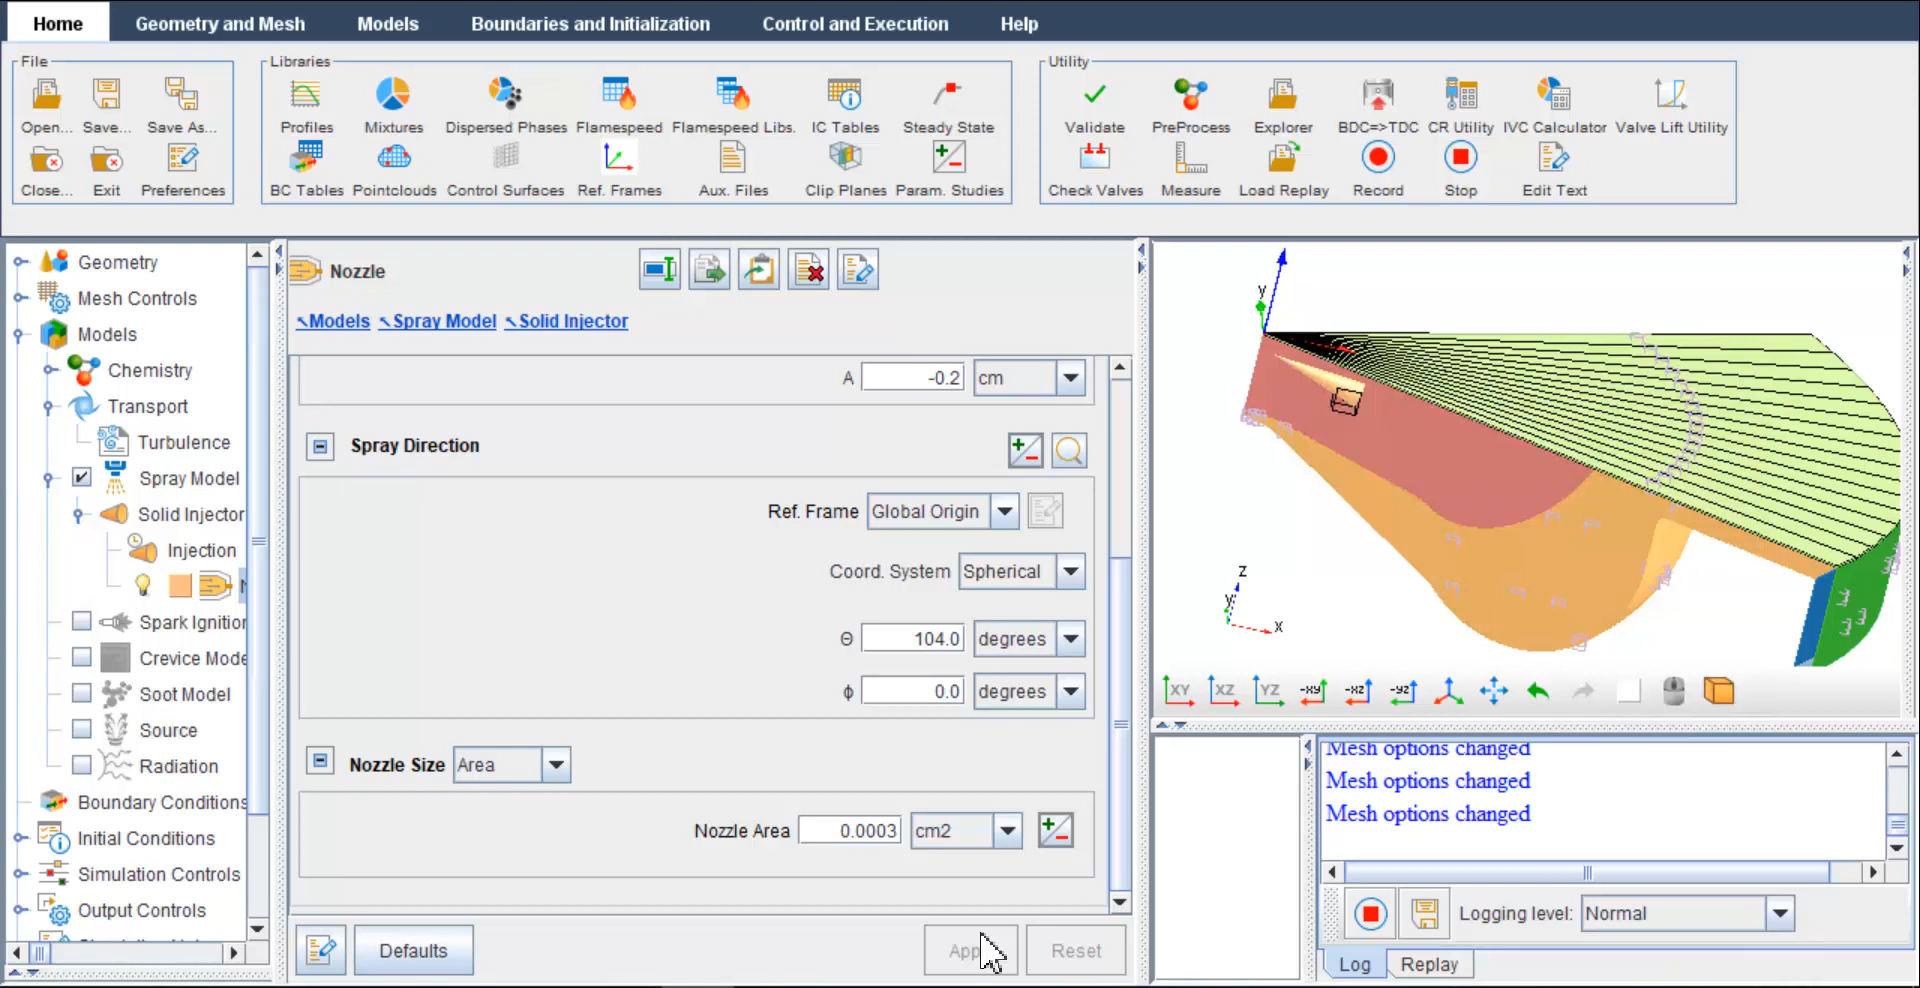 Home Geometry and Mesh Models Boundaries and Initialization Control and Execution Help
File Libraries Utility
Open... Save... Save As... Profiles Mixtures Dispersed Phases Flamespeed Flamespeed Libs. IC Tables Steady State Validate PreProcess Explorer BDC=>TDC CR Utility IVC Calculator Valve Lift Utility
Close... Exit Preferences BC Tables Pointclouds Control Surfaces Ref. Frames Aux. Files Clip Planes Param. Studies Check Valves Measure Load Replay Record Stop Edit Text
Geometry
Mesh Controls
Models
Chemistry
Transport
Turbulence
Spray Model
Solid Injector
Injection
Spark Ignition
Crevice Mode
Soot Model
Source
Radiation
Boundary Conditions
Initial Conditions
Simulation Controls
Output Controls
Nozzle
Models Spray Model Solid Injector
A -0.2 cm
Spray Direction
Ref. Frame Global Origin
Coord. System Spherical
Θ 104.0 degrees
ϕ 0.0 degrees
Nozzle Size Area
Nozzle Area 0.0003 cm2
Defaults App Reset
y
z
y
x
XY XZ YZ -xy -xz -yz
Mesh options changed
Mesh options changed
Mesh options changed
Logging level: Normal
Log Replay